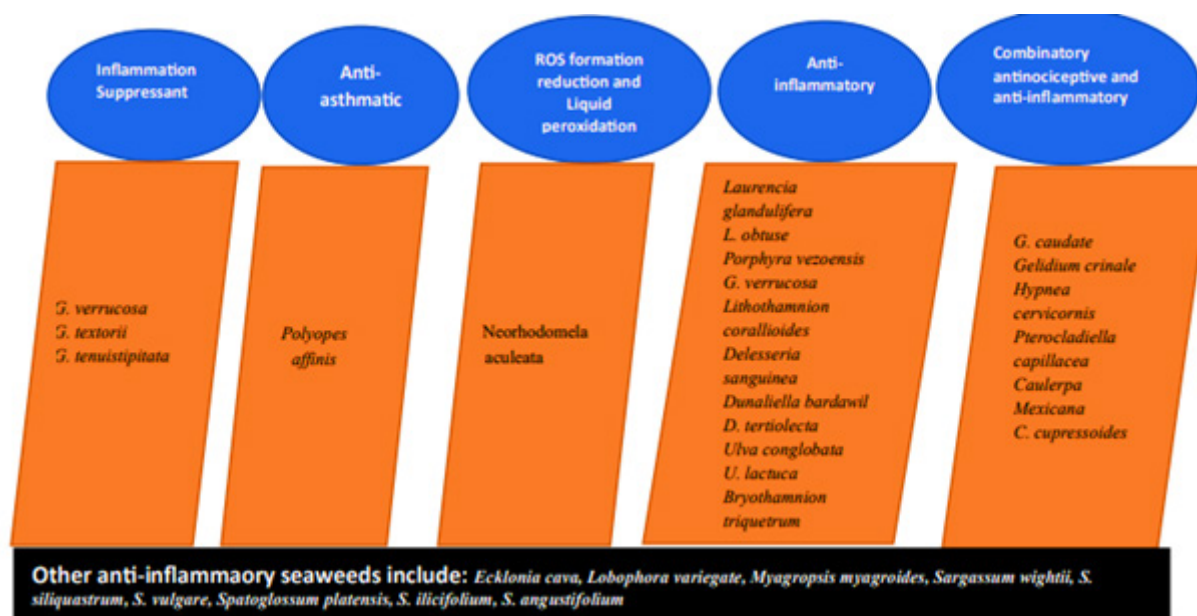 Inflammation
Suppressant
Anti-
asthmatic
ROS formation
reduction and
Liquid
peroxidation
Anti-
inflammatory
Combinatory
antinociceptive and
anti-inflammatory
G. verrucosa
G. textorii
G. tenuistipitata
Polyopes
affinis
Neorhodomela
aculeata
Laurencia
glandulifera
L. obtuse
Porphyra vezoensis
G. verrucosa
Lithothamnion
corallioides
Delesseria
sanguinea
Dunaliella bardawil
D. tertiolecta
Ulva conglobata
U. lactuca
Bryothamnion
triquetrum
G. caudate
Gelidium crinale
Hypnea
cervicornis
Pterocladiella
capillacea
Caulerpa
Mexicana
C. cupressoides
Other anti-inflammaory seaweeds include: Ecklonia cava, Lobophora variegate, Myagropsis myagroides, Sargassum wightii, S.
siliquastrum, S. vulgare, Spatoglossum platensis, S. ilicifolium, S. angustifolium